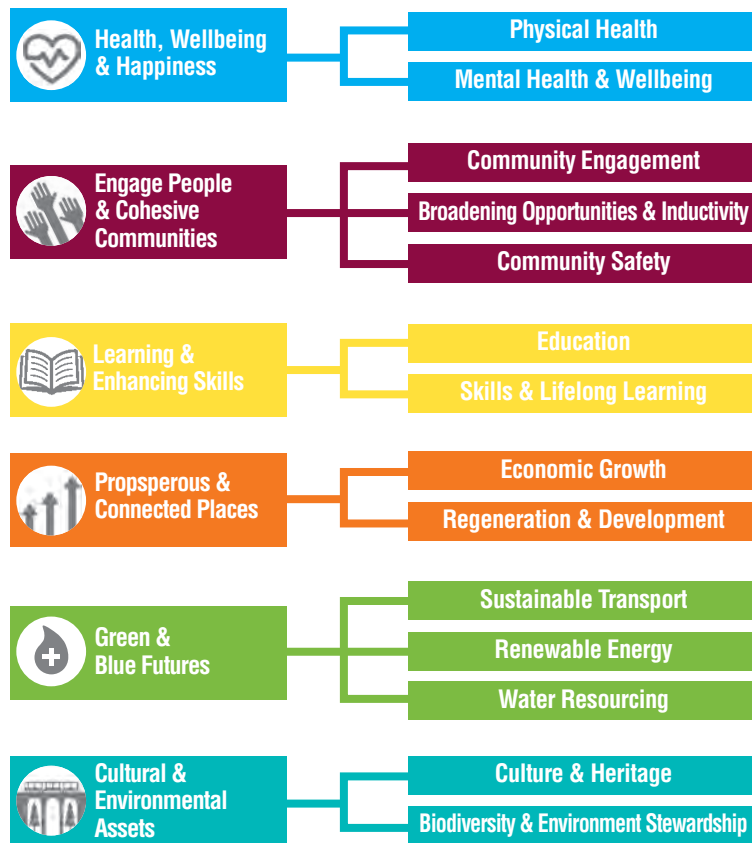 Health, Wellbeing
& Happiness
Physical Health
Mental Health & Wellbeing
Engage People
& Cohesive
Communities
Community Engagement
Broadening Opportunities & Inductivity
Community Safety
Learning &
Enhancing Skills
Education
Skills & Lifelong Learning
Propsperous &
Connected Places
Economic Growth
Regeneration & Development
Green &
Blue Futures
Sustainable Transport
Renewable Energy
Water Resourcing
Cultural &
Environmental
Assets
Culture & Heritage
Biodiversity & Environment Stewardship